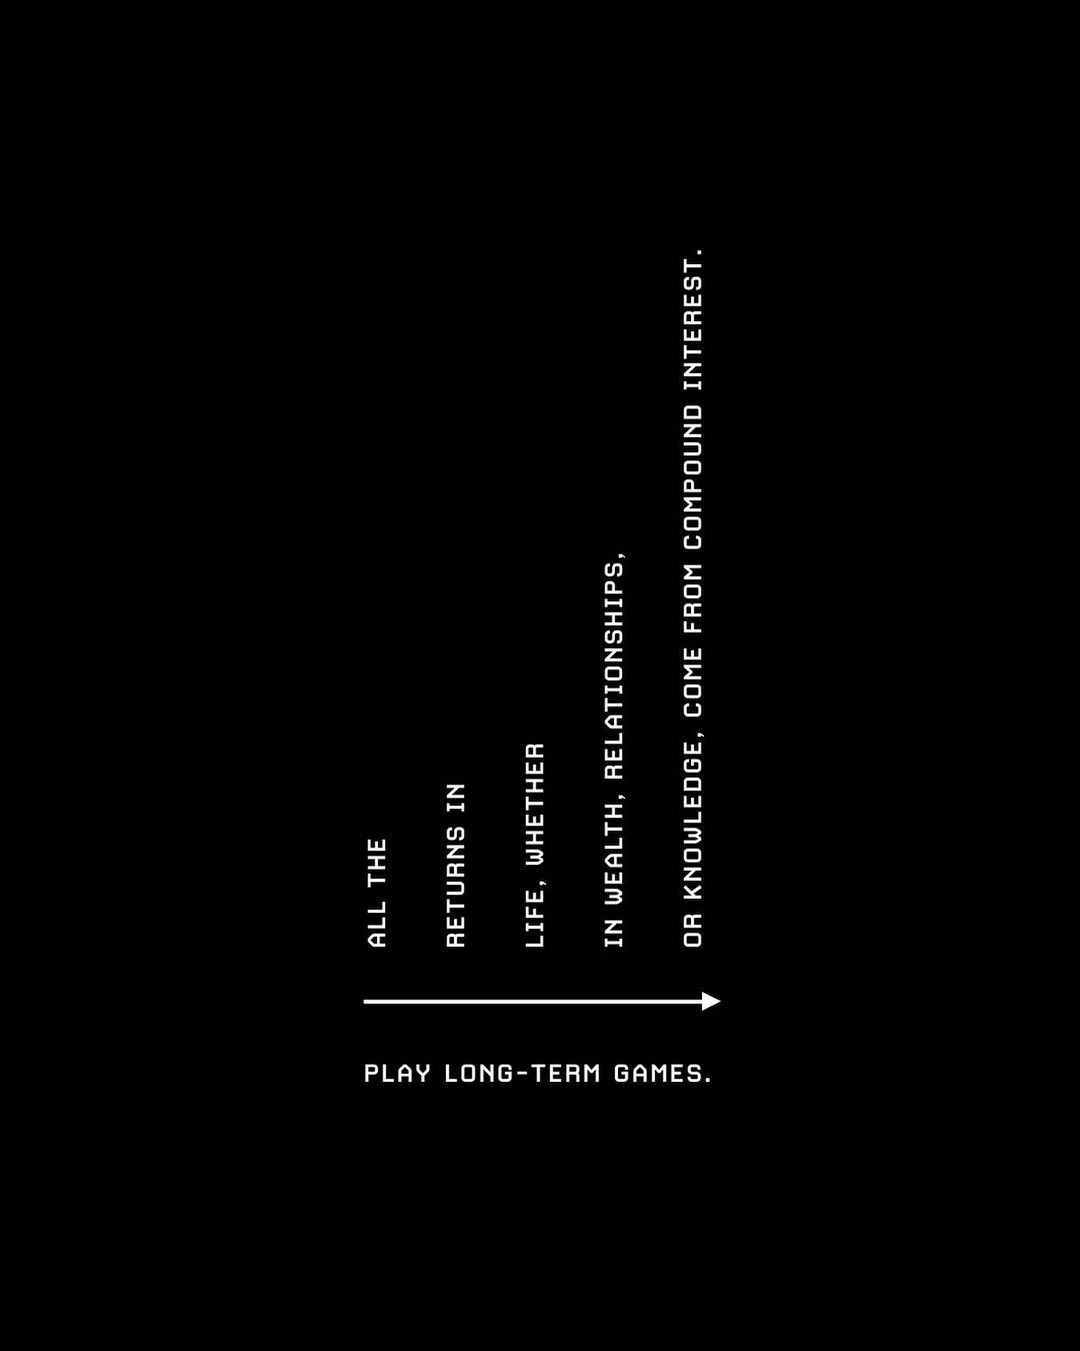 ALL THE
RETURNS IN
LIFE, WHETHER
IN WEALTH, RELATIONSHIPS,
OR KNOWLEDGE, COME FROM COMPOUND INTEREST.
PLAY LONG-TERM GAMES.